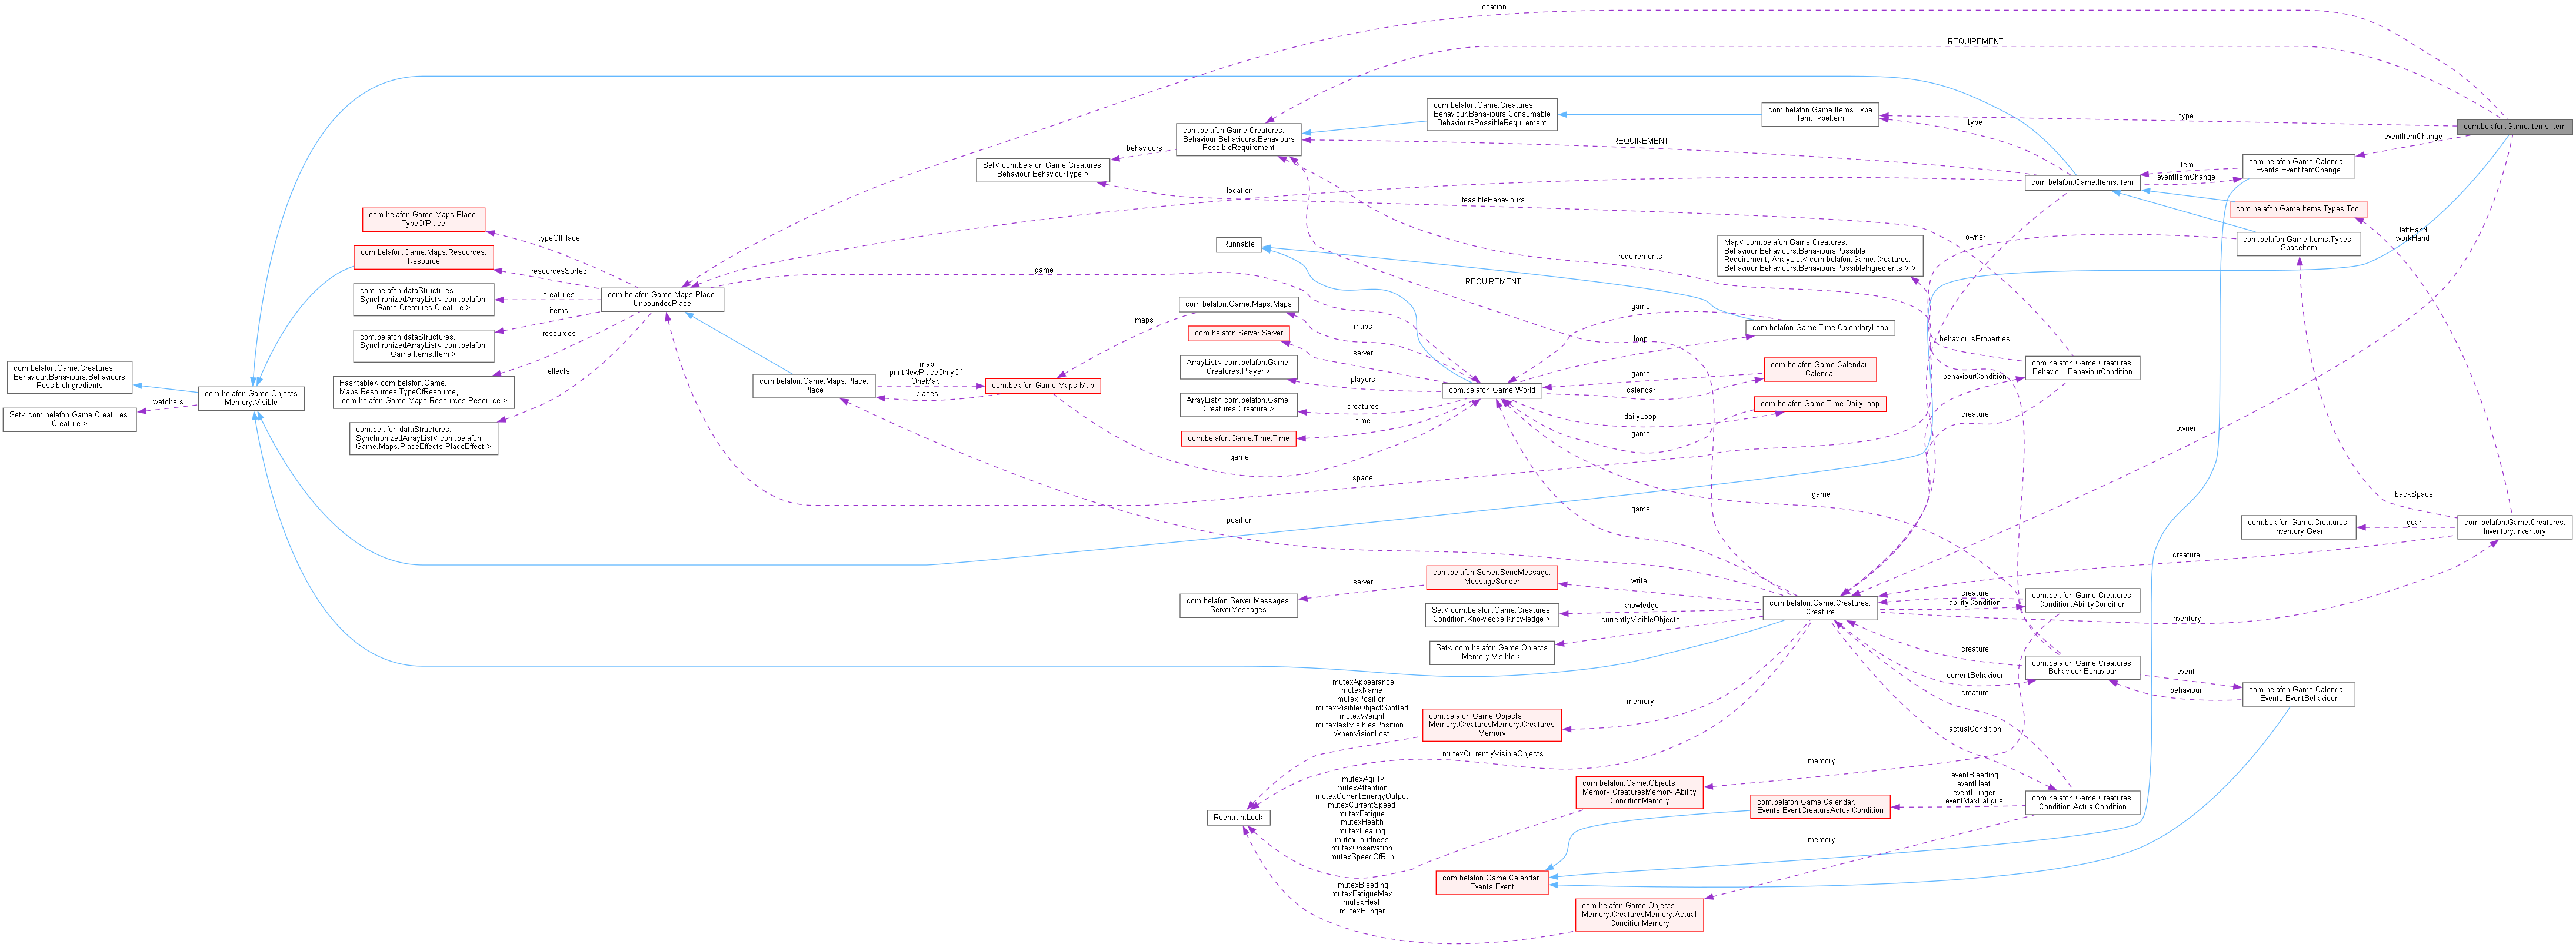 location
REQUIREMENT
com.belafon.Game.Items.Item
type
eventItemChange
com.belafon.Game.Creatures.
Behaviour.Behaviours.Consumable
BehavioursPossibleRequirement
com.belafon.Game.Items.Type
Item.TypeItem
type
com.belafon.Game.Creatures.
Behaviour.Behaviours.Behaviours
PossibleRequirement
REQUIREMENT
behaviours
Set< com.belafon.Game.Creatures.
Behaviour.BehaviourType >
item
eventItemChange
com.belafon.Game.Calendar.
Events.EventItemChange
com.belafon.Game.Items.Item
location
feasibleBehaviours
com.belafon.Game.Items.Types.Tool
com.belafon.Game.Maps.Place.
TypeOfPlace
typeOfPlace
Runnable
Map< com.belafon.Game.Creatures.
Behaviour.Behaviours.BehavioursPossible
Requirement, ArrayList< com.belafon.Game.Creatures.
Behaviour.Behaviours.BehavioursPossibleIngredients > >
owner
com.belafon.Game.Items.Types.
SpaceItem
leftHand
workHand
com.belafon.Game.Maps.Resources.
Resource
resourcesSorted
game
requirements
REQUIREMENT
com.belafon.dataStructures.
SynchronizedArrayList< com.belafon.
Game.Creatures.Creature >
creatures
com.belafon.Game.Maps.Place.
UnboundedPlace
com.belafon.Game.Maps.Maps
game
items
com.belafon.dataStructures.
SynchronizedArrayList< com.belafon.
Game.Items.Item >
resources
maps
com.belafon.Server.Server
maps
com.belafon.Game.Time.CalendaryLoop
loop
behavioursProperties
server
ArrayList< com.belafon.Game.
Creatures.Player >
players
com.belafon.Game.Calendar.
Calendar
game
calendar
com.belafon.Game.Creatures.
Behaviour.BehaviourCondition
behaviourCondition
com.belafon.Game.Creatures.
Behaviour.Behaviours.Behaviours
PossibleIngredients
effects
Hashtable< com.belafon.Game.
Maps.Resources.TypeOfResource,
com.belafon.Game.Maps.Resources.Resource >
com.belafon.Game.Maps.Place.
Place
map
printNewPlaceOnlyOf
OneMap
places
com.belafon.Game.Maps.Map
com.belafon.Game.World
com.belafon.Game.Objects
Memory.Visible
watchers
Set< com.belafon.Game.Creatures.
Creature >
ArrayList< com.belafon.Game.
Creatures.Creature >
creatures
time
com.belafon.Game.Time.DailyLoop
dailyLoop
game
creature
com.belafon.Game.Time.Time
owner
com.belafon.dataStructures.
SynchronizedArrayList< com.belafon.
Game.Maps.PlaceEffects.PlaceEffect >
game
space
game
backSpace
position
game
com.belafon.Game.Creatures.
Inventory.Gear
gear
com.belafon.Game.Creatures.
Inventory.Inventory
creature
com.belafon.Server.SendMessage.
MessageSender
server
writer
com.belafon.Server.Messages.
ServerMessages
Set< com.belafon.Game.Creatures.
Condition.Knowledge.Knowledge >
knowledge
com.belafon.Game.Creatures.
Creature
creature
abilityCondition
com.belafon.Game.Creatures.
Condition.AbilityCondition
inventory
currentlyVisibleObjects
Set< com.belafon.Game.Objects
Memory.Visible >
creature
currentBehaviour
com.belafon.Game.Creatures.
Behaviour.Behaviour
event
behaviour
com.belafon.Game.Calendar.
Events.EventBehaviour
creature
mutexAppearance
mutexName
mutexPosition
mutexVisibleObjectSpotted
mutexWeight
mutexlastVisiblesPosition
WhenVisionLost
com.belafon.Game.Objects
Memory.CreaturesMemory.Creatures
Memory
memory
actualCondition
mutexCurrentlyVisibleObjects
memory
mutexAgility
mutexAttention
mutexCurrentEnergyOutput
mutexCurrentSpeed
mutexFatigue
mutexHealth
mutexHearing
mutexLoudness
mutexObservation
mutexSpeedOfRun
...
com.belafon.Game.Objects
Memory.CreaturesMemory.Ability
ConditionMemory
com.belafon.Game.Calendar.
Events.EventCreatureActualCondition
eventBleeding
eventHeat
eventHunger
eventMaxFatigue
com.belafon.Game.Creatures.
Condition.ActualCondition
ReentrantLock
memory
com.belafon.Game.Calendar.
Events.Event
mutexBleeding
mutexFatigueMax
mutexHeat
mutexHunger
com.belafon.Game.Objects
Memory.CreaturesMemory.Actual
ConditionMemory